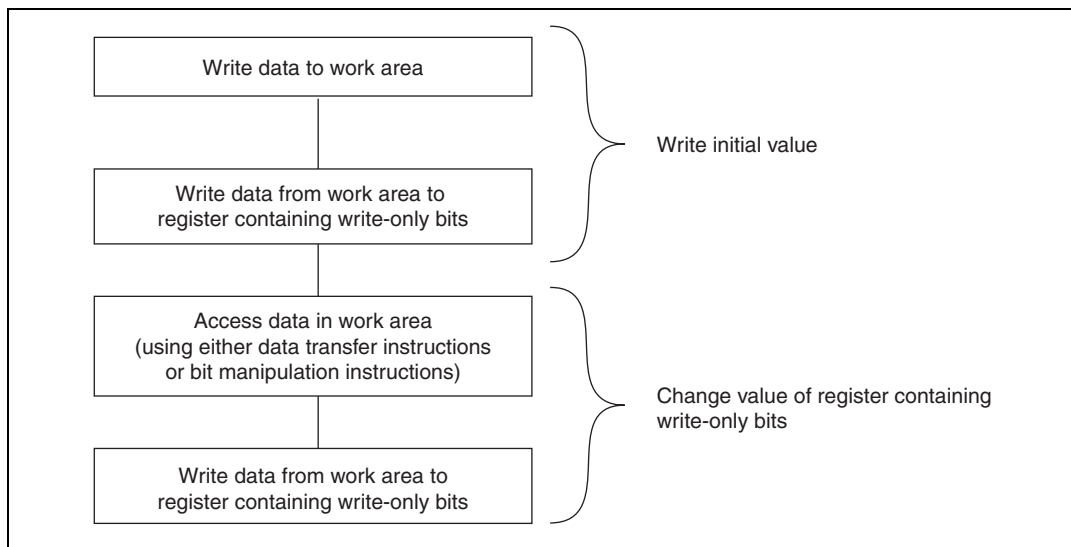 Write data to work area
Write initial value
Write data from work area to
register containing write-only bits
Access data in work area
(using either data transfer instructions
or bit manipulation instructions)
Change value of register containing
write-only bits
Write data from work area to
register containing write-only bits